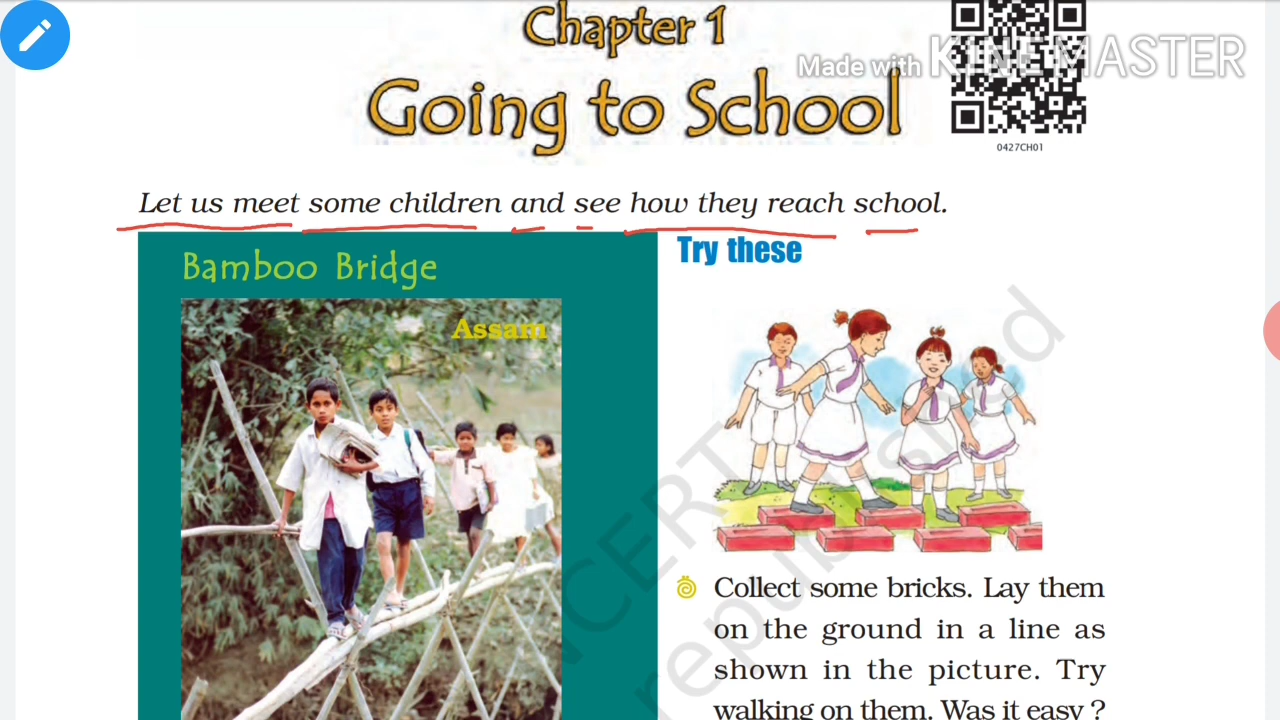 Chapter 1
Made with KINEMASTER
Going to School
0427CH01
Let us meet some children and see how they reach school.
Bamboo Bridge
Assam
Try these
Collect some bricks. Lay them
on the ground in a line as
shown in the picture. Try
walking on them. Was it easy ?
NCERT
republished